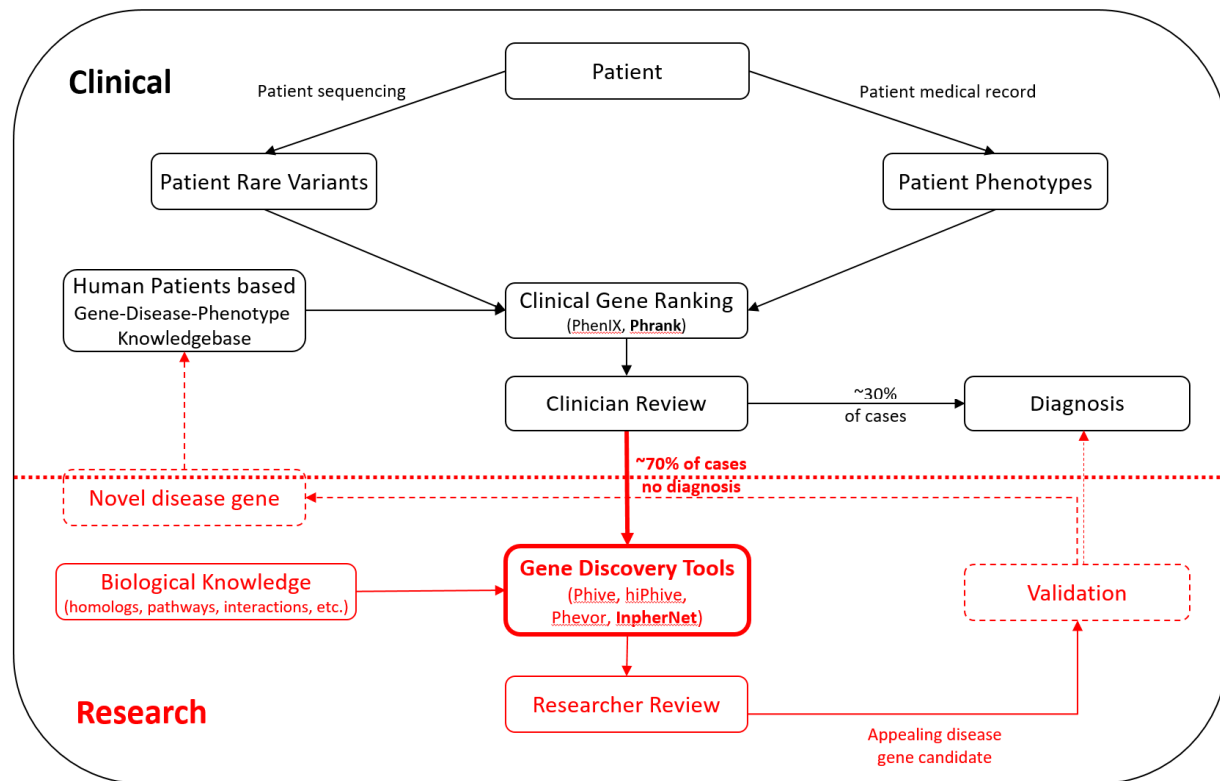 Clinical
Patient
Patient sequencing
Patient medical record
Patient Rare Variants
Patient Phenotypes
Human Patients based
Gene-Disease-Phenotype
Knowledgebase
Clinical Gene Ranking
(PhenIX, Phrank)
Clinician Review
~30%
of cases
Diagnosis
~70% of cases
no diagnosis
Novel disease gene
Biological Knowledge
(homologs, pathways, interactions, etc.)
Gene Discovery Tools
(Phive, hiPhive,
Phevor, InpherNet)
Validation
Researcher Review
Research
Appealing disease
gene candidate